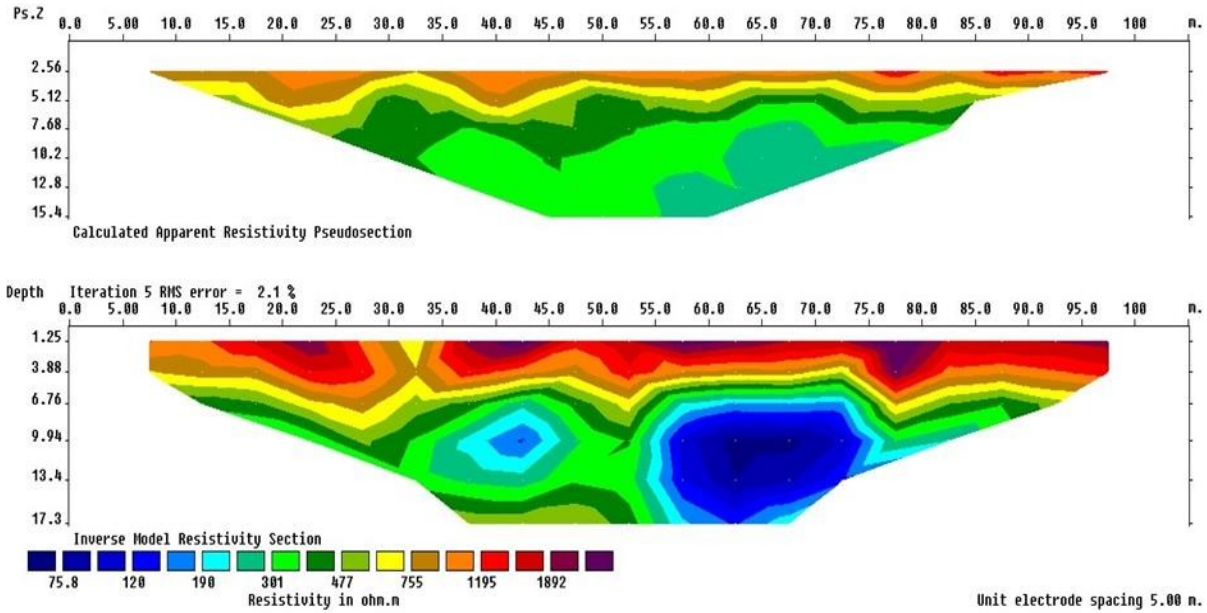 Ps.Z 0.0 5.00 10.0 15.0 20.0 25.0 30.0 35.0 40.0 45.0 50.0 55.0 60.0 65.0 70.0 75.0 80.0 85.0 90.0 95.0 100 m.
2.56
5.12
7.68
10.2
12.8
15.4
Calculated Apparent Resistivity Pseudosection
Depth Iteration 5 RMS error = 2.1 %
0.0 5.00 10.0 15.0 20.0 25.0 30.0 35.0 40.0 45.0 50.0 55.0 60.0 65.0 70.0 75.0 80.0 85.0 90.0 95.0 100 m.
1.25
3.88
6.76
9.94
13.4
17.3
Inverse Model Resistivity Section
75.8 120 190 301 477 755 1195 1892
Resistivity in ohm.m Unit electrode spacing 5.00 m.